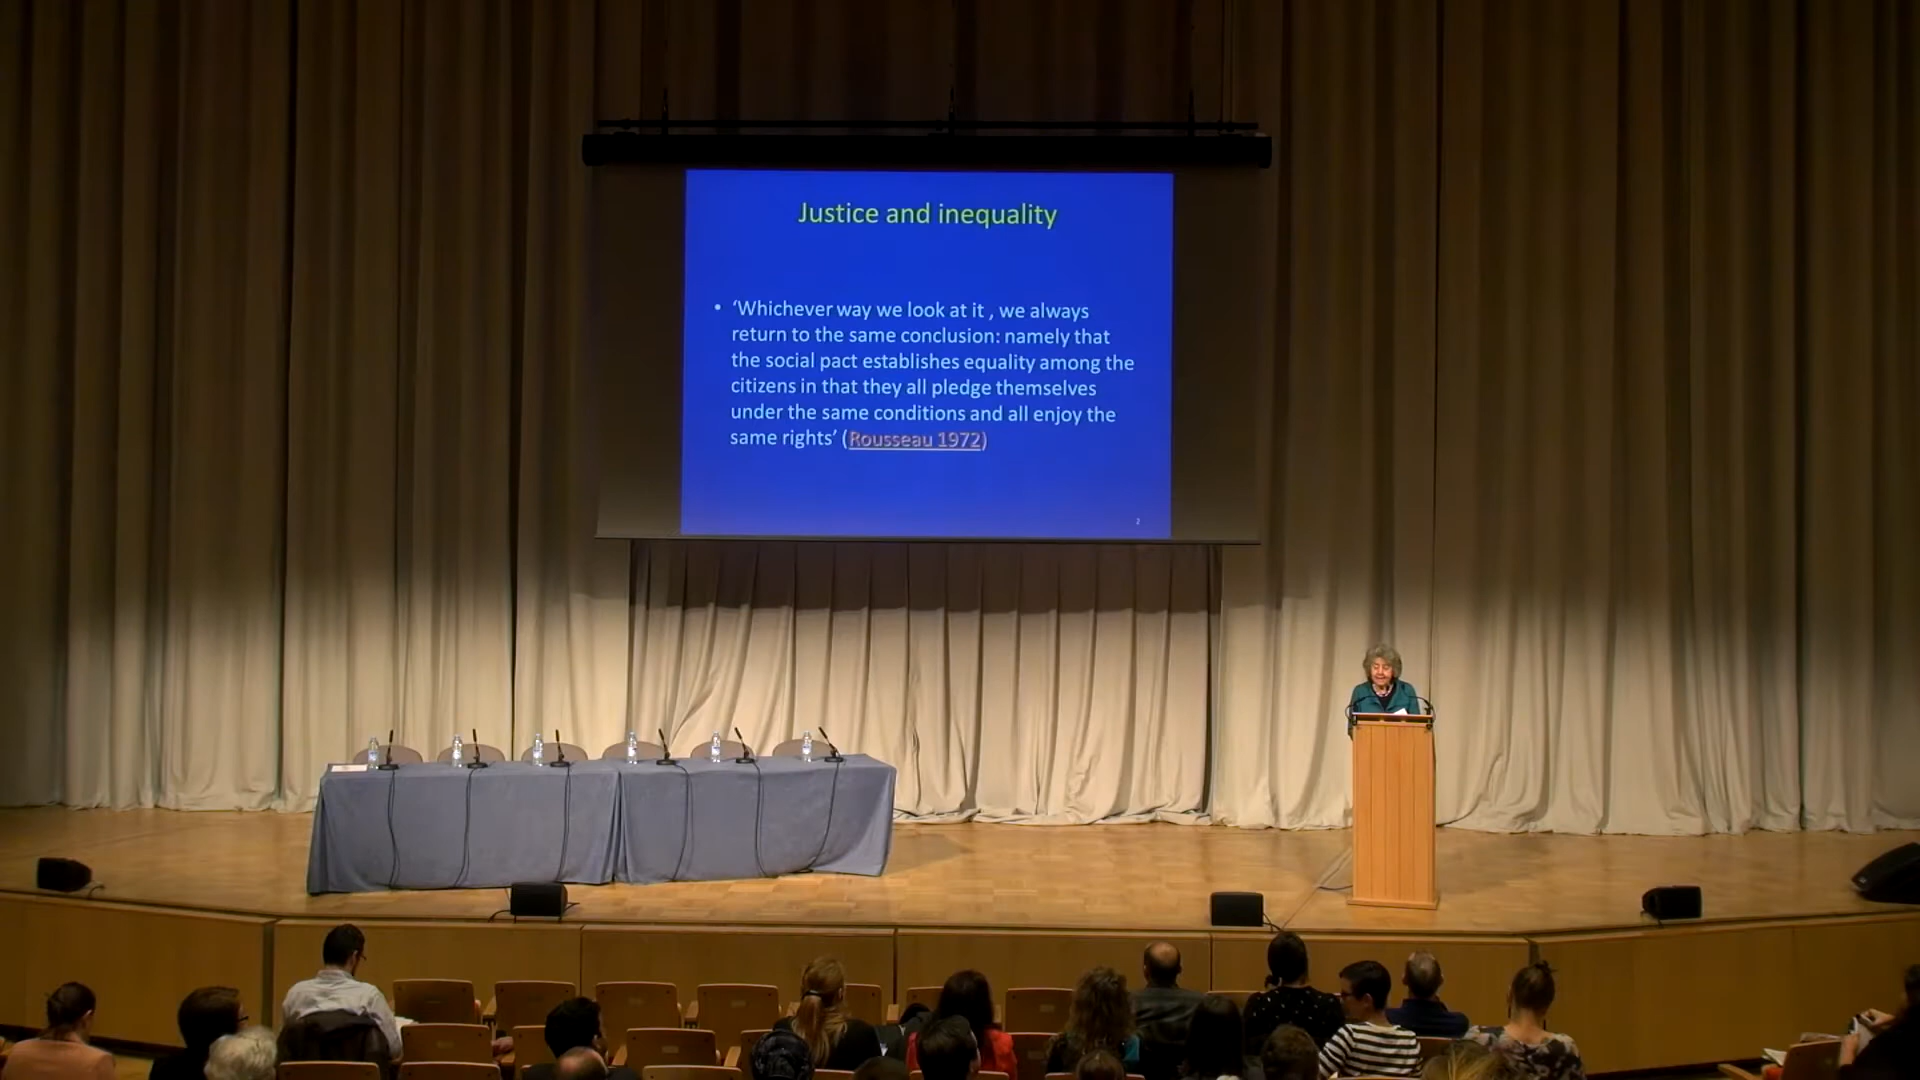 Justice and inequality
• ‘Whichever way we look at it , we always
return to the same conclusion: namely that
the social pact establishes equality among the
citizens in that they all pledge themselves
under the same conditions and all enjoy the
same rights’ (Rousseau 1972)
2